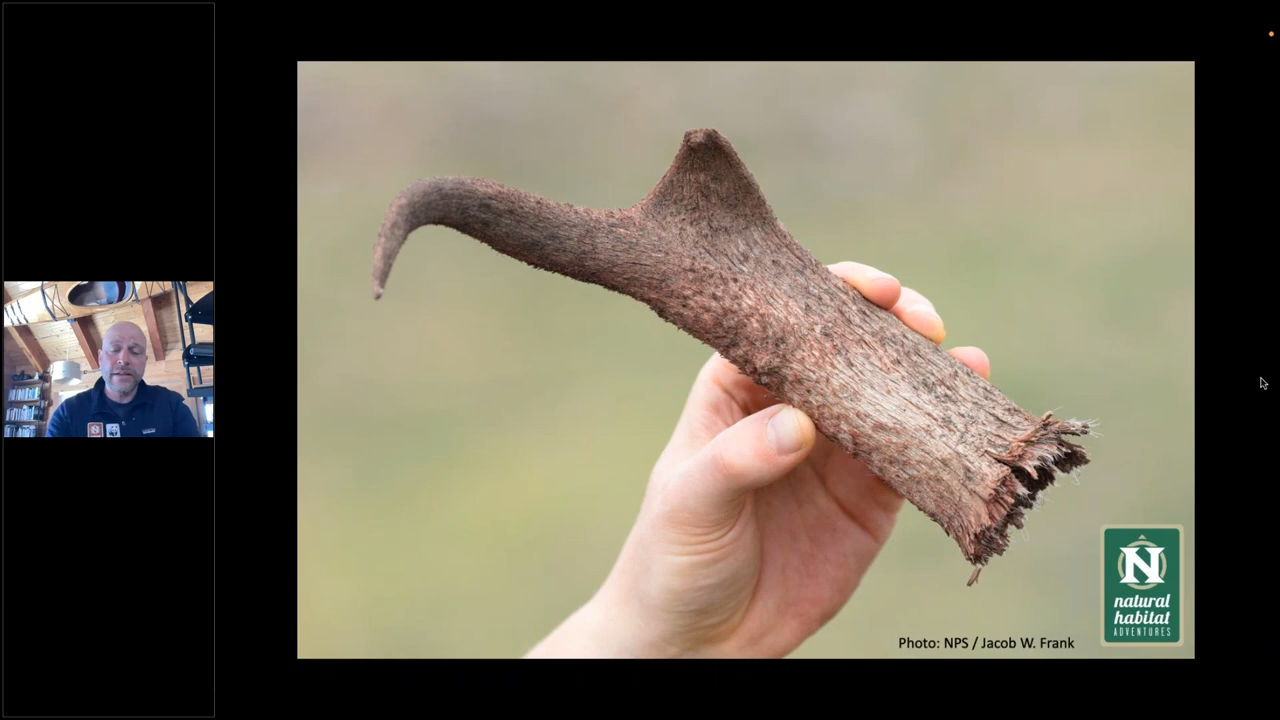 Photo: NPS / Jacob W. Frank
N
natural
habitat
ADVENTURES